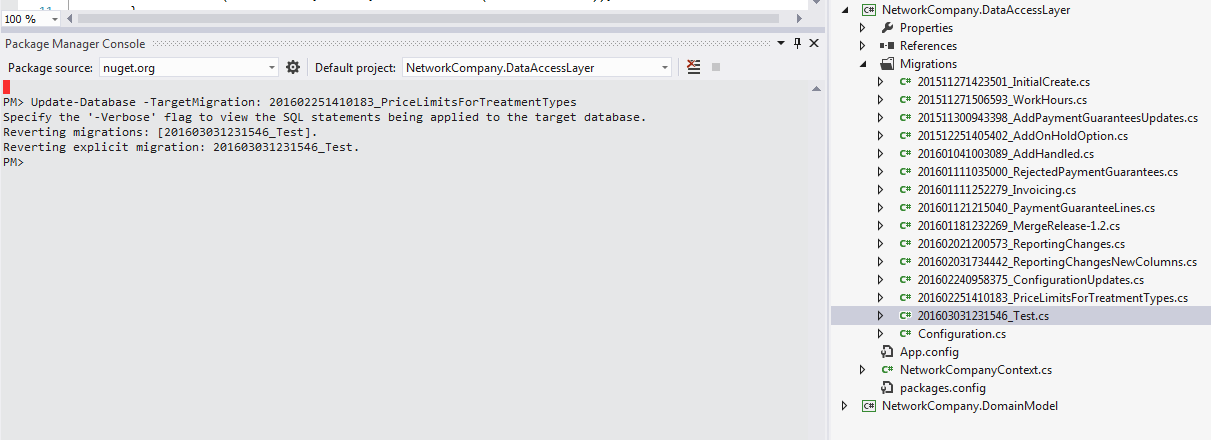 100 %
Package Manager Console
Package source: nuget.org
Default project: NetworkCompany.DataAccessLayer
PM> Update-Database -TargetMigration: 201602251410183_PriceLimitsForTreatmentTypes
Specify the '-Verbose' flag to view the SQL statements being applied to the target database.
Reverting migrations: [201603031231546_Test].
Reverting explicit migration: 201603031231546_Test.
PM>
C# NetworkCompany.DataAccessLayer
Properties
References
Migrations
C# 201511271423501_InitialCreate.cs
C# 201511271506593_WorkHours.cs
C# 201511300943398_AddPaymentGuaranteesUpdates.cs
C# 201512251405402_AddOnHoldOption.cs
C# 201601041003089_AddHandled.cs
C# 201601111035000_RejectedPaymentGuarantees.cs
C# 201601111252279_Invoicing.cs
C# 201601121215040_PaymentGuaranteeLines.cs
C# 201601181232269_MergeRelease-1.2.cs
C# 201602021200573_ReportingChanges.cs
C# 201602031734442_ReportingChangesNewColumns.cs
C# 201602240958375_ConfigurationUpdates.cs
C# 201602251410183_PriceLimitsForTreatmentTypes.cs
C# 201603031231546_Test.cs
C# Configuration.cs
App.config
C# NetworkCompanyContext.cs
packages.config
C# NetworkCompany.DomainModel